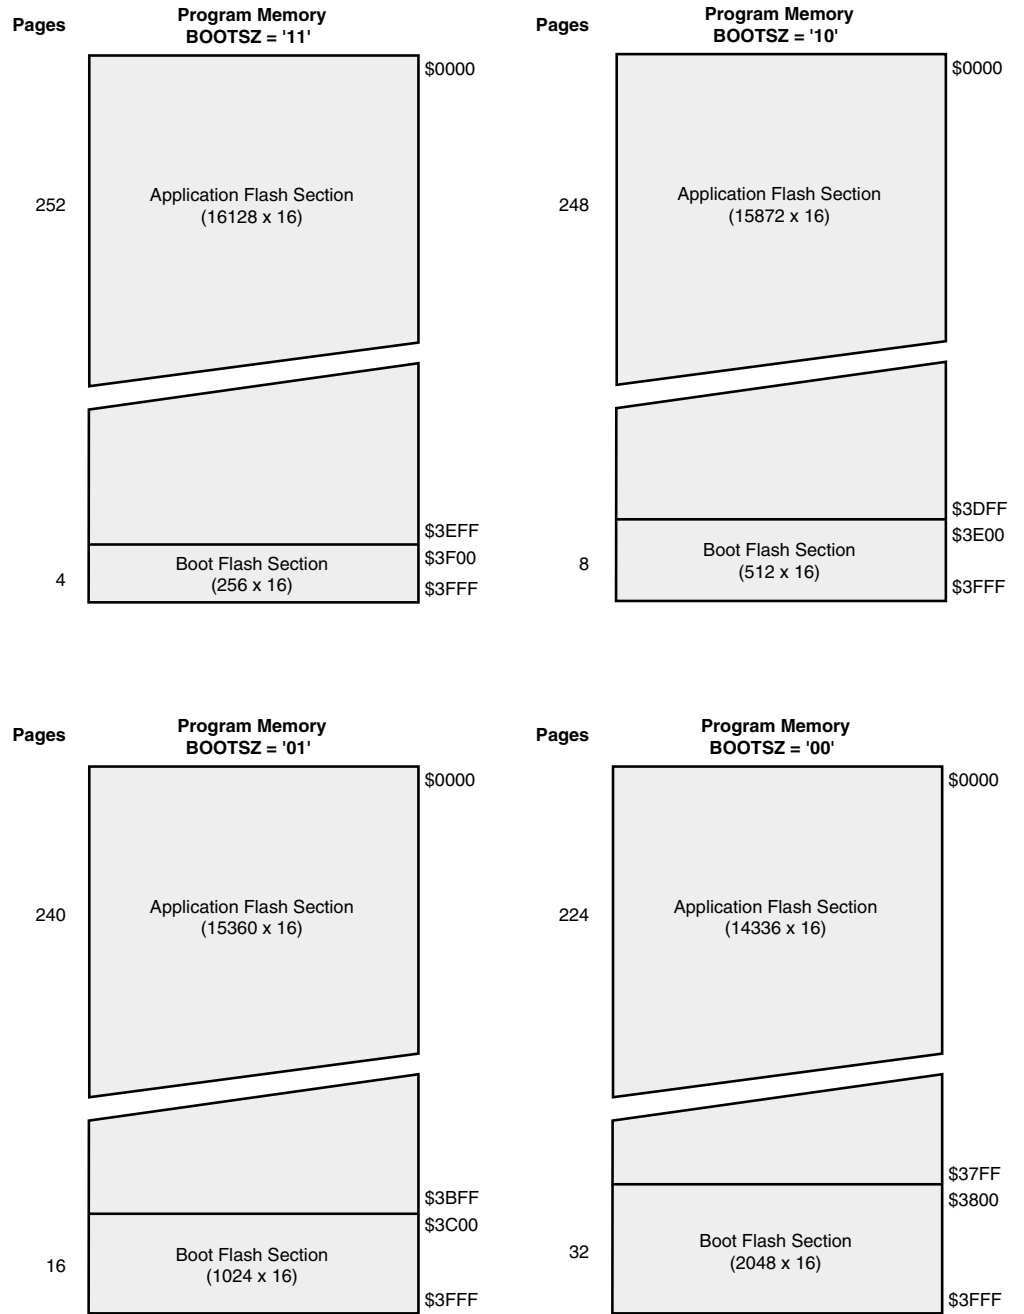 Pages
Program Memory
BOOTSZ = '11'
$0000
252
Application Flash Section
(16128 x 16)
$3EFF
$3F00
4
Boot Flash Section
(256 x 16)
$3FFF
Pages
Program Memory
BOOTSZ = '10'
$0000
248
Application Flash Section
(15872 x 16)
$3DFF
$3E00
8
Boot Flash Section
(512 x 16)
$3FFF
Pages
Program Memory
BOOTSZ = '01'
$0000
240
Application Flash Section
(15360 x 16)
$3BFF
$3C00
16
Boot Flash Section
(1024 x 16)
$3FFF
Pages
Program Memory
BOOTSZ = '00'
$0000
224
Application Flash Section
(14336 x 16)
$37FF
$3800
32
Boot Flash Section
(2048 x 16)
$3FFF